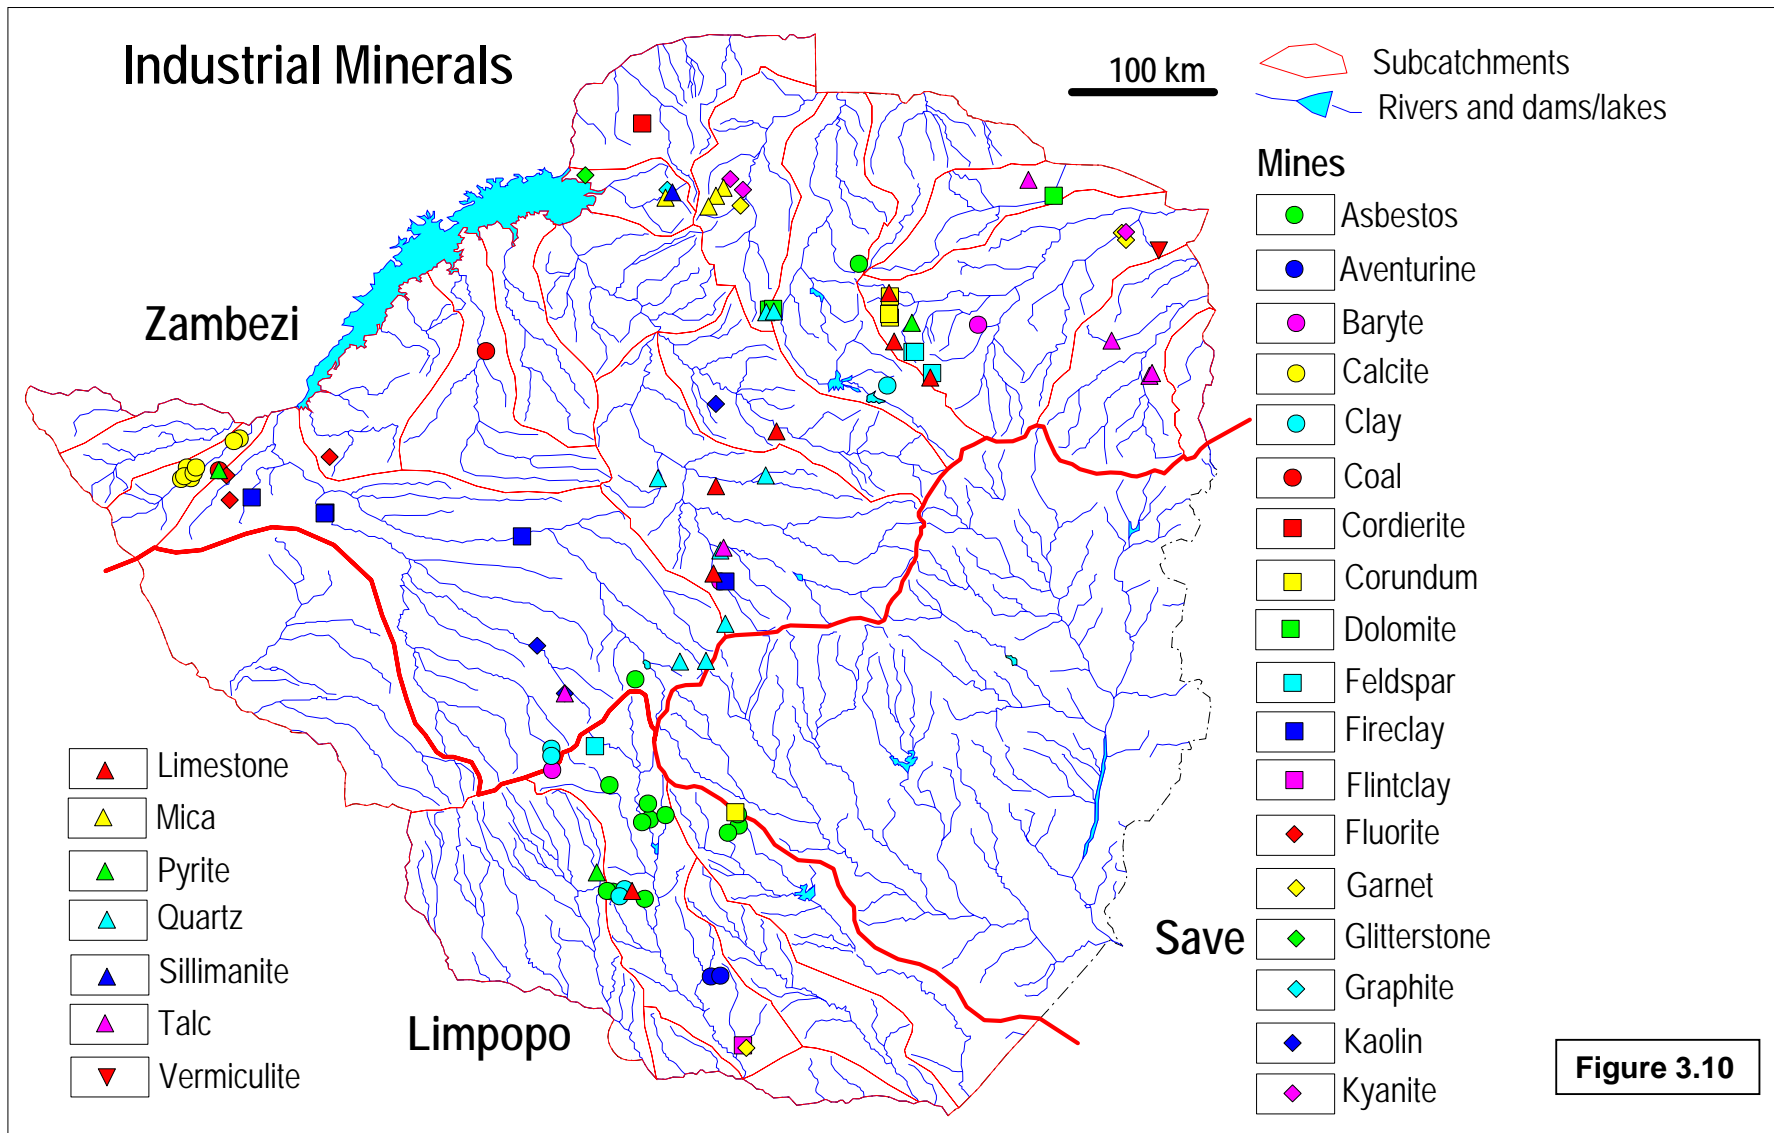 Industrial Minerals
100 km
Subcatchments
Rivers and dams/lakes
Mines
Asbestos
Aventurine
Baryte
Calcite
Clay
Coal
Cordierite
Corundum
Dolomite
Feldspar
Fireclay
Flintclay
Fluorite
Garnet
Glitterstone
Graphite
Kaolin
Kyanite
Zambezi
Limestone
Mica
Pyrite
Quartz
Sillimanite
Talc
Vermiculite
Limpopo
Save
Figure 3.10